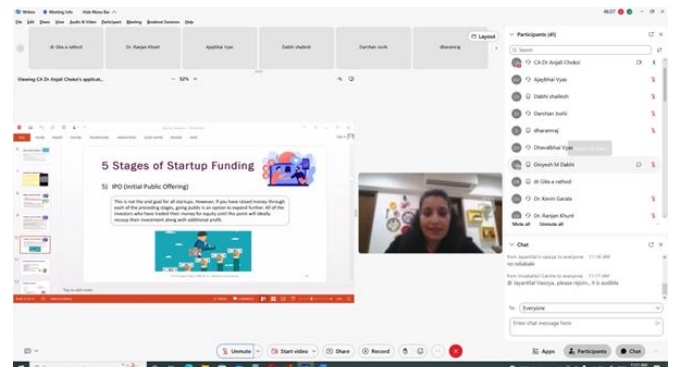 Webex Meeting Info Hide Menu Bar
File Edit Share View Audio & Video Participant Meeting Breakout Sessions Help
Layout
dr Gita a rathod
Dr. Ranjan Khunt
Ajaybhai Vyas
Dabhi shailesh
Darshan Joshi
dharamraj
Viewing CA Dr Anjali Choksi's applicat...
52%
5 Stages of Startup Funding
5) IPO (Initial Public Offering)
This is not the end goal for all startups. However, if you have raised money through
each of the preceding stages, going public is an option to expand further. All of the
investors who have traded their money for equity until this point will ideally
recoup their investment along with additional profit.
Tap to add notes
Participants (41)
Search
CA Dr Anjali Choksi
Ajaybhai Vyas
Dabhi shailesh
Darshan Joshi
dharamraj
Dhavalbhai Vyas
Divyesh M Dabhi
dr Gita a rathod
Dr. Kevin Garala
Dr. Ranjan Khunt
Mute all Unmute all
Chat
11:16 AM
no odiabale
from Incubation Centre to everyone: 11:17 AM
@ Jayantilal Vasoya, please rejoin.. it is audible
To: Everyone
Enter chat message here
Unmute
Start video
Share
Record
Apps
Participants
Chat